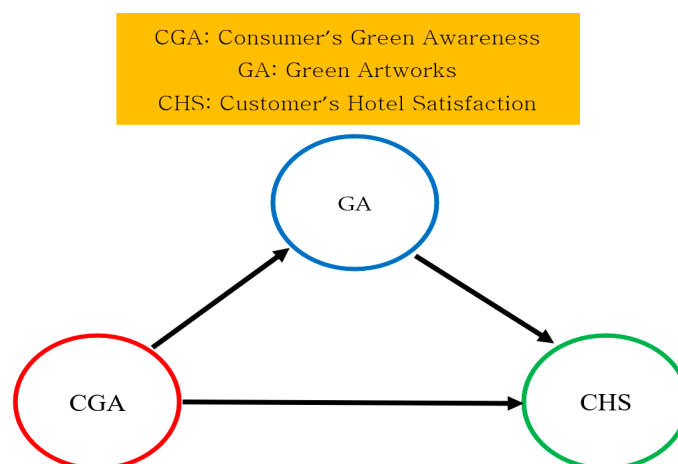 CGA: Consumer's Green Awareness
GA: Green Artworks
CHS: Customer's Hotel Satisfaction
GA
CGA
CHS